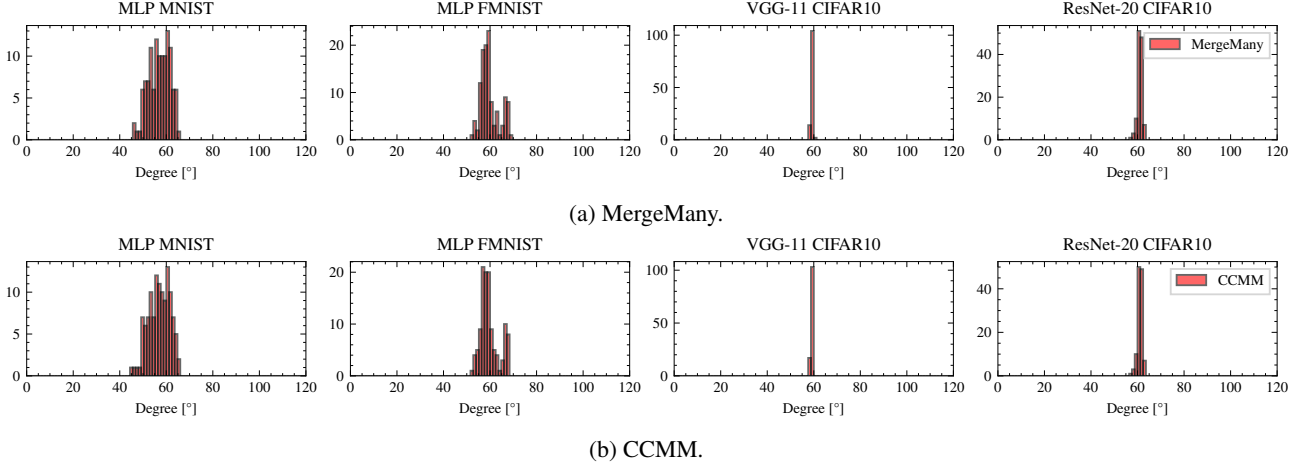 MLP MNIST MLP FMNIST VGG-11 CIFAR10 ResNet-20 CIFAR10
10
5
0
0 20 40 60 80 100 120
Degree [°]
20
10
0
0 20 40 60 80 100 120
Degree [°]
100
50
0
0 20 40 60 80 100 120
Degree [°]
MergeMany
40
20
0
0 20 40 60 80 100 120
Degree [°]
(a) MergeMany.
MLP MNIST MLP FMNIST VGG-11 CIFAR10 ResNet-20 CIFAR10
10
5
0
0 20 40 60 80 100 120
Degree [°]
20
10
0
0 20 40 60 80 100 120
Degree [°]
100
50
0
0 20 40 60 80 100 120
Degree [°]
CCMM
40
20
0
0 20 40 60 80 100 120
Degree [°]
(b) CCMM.